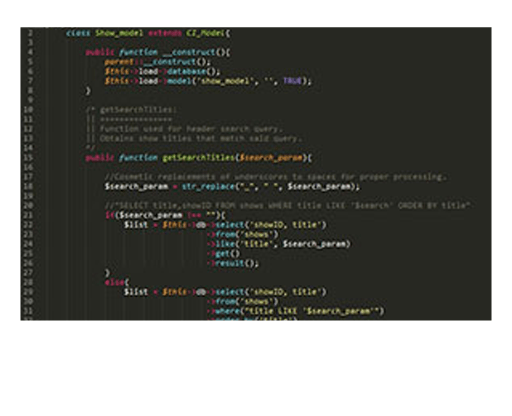 2 class Show_model extends CI_Model{
3
4 public function __construct(){
5 parent::__construct();
6 $this->load->database();
7 $this->load->model('show_model', '', TRUE);
8 }
9
10 /* getSearchTitles:
11 || ===============
12 || Function used for header search query.
13 || Obtains show titles that match said query.
14 */
15 public function getSearchTitles($search_param){
16
17 //Cosmetic replacements of underscores to spaces for proper processing.
18 $search_param = str_replace("_", " ", $search_param);
19
20 //"SELECT title,showID FROM shows WHERE title LIKE '$search' ORDER BY title"
21 if($search_param !== ""){
22 $list = $this->db->select('showID, title')
23 ->from('shows')
24 ->like('title', $search_param)
25 ->get()
26 ->result();
27 }
28 else{
29 $list = $this->db->select('showID, title')
30 ->from('shows')
31 ->where("title LIKE '$search_param'")
32